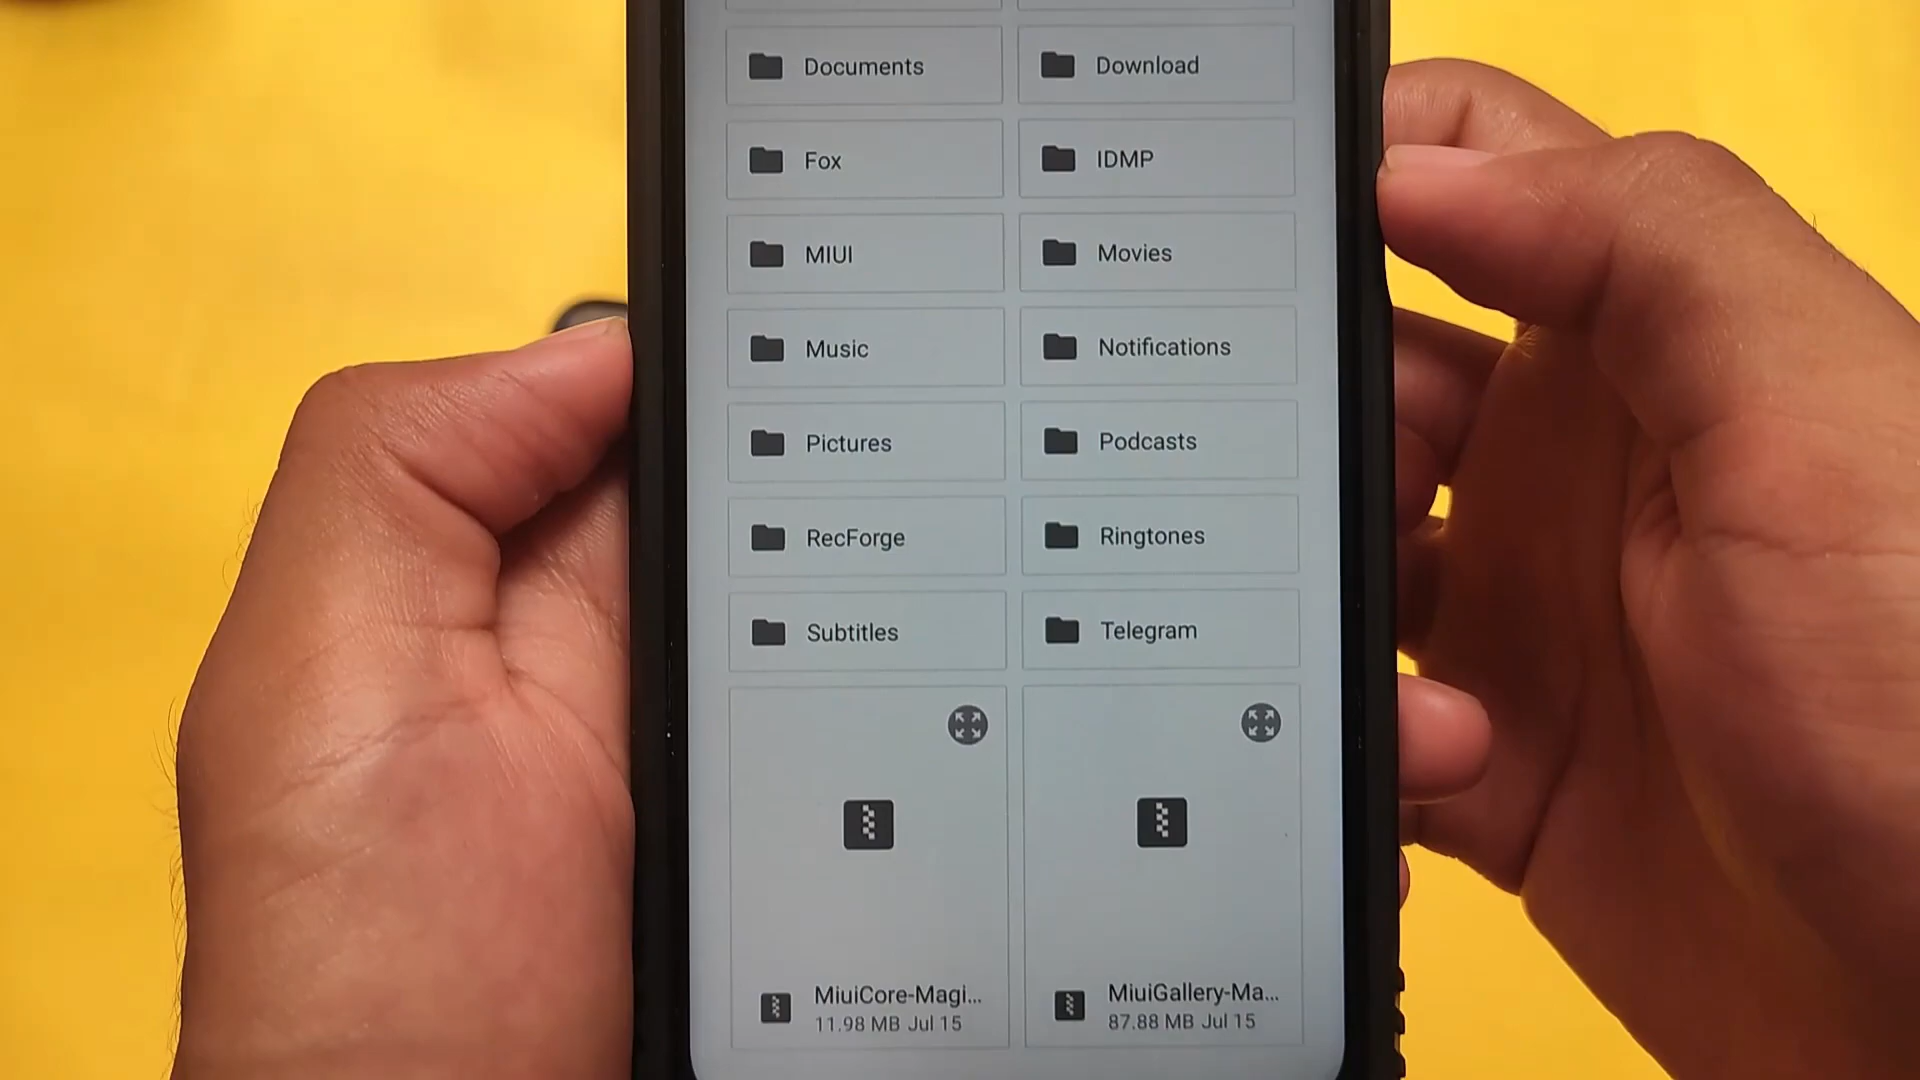 Documents
Download
Fox
IDMP
MIUI
Movies
Music
Notifications
Pictures
Podcasts
RecForge
Ringtones
Subtitles
Telegram
MiuiCore-Magi...
11.98 MB Jul 15
MiuiGallery-Ma...
87.88 MB Jul 15